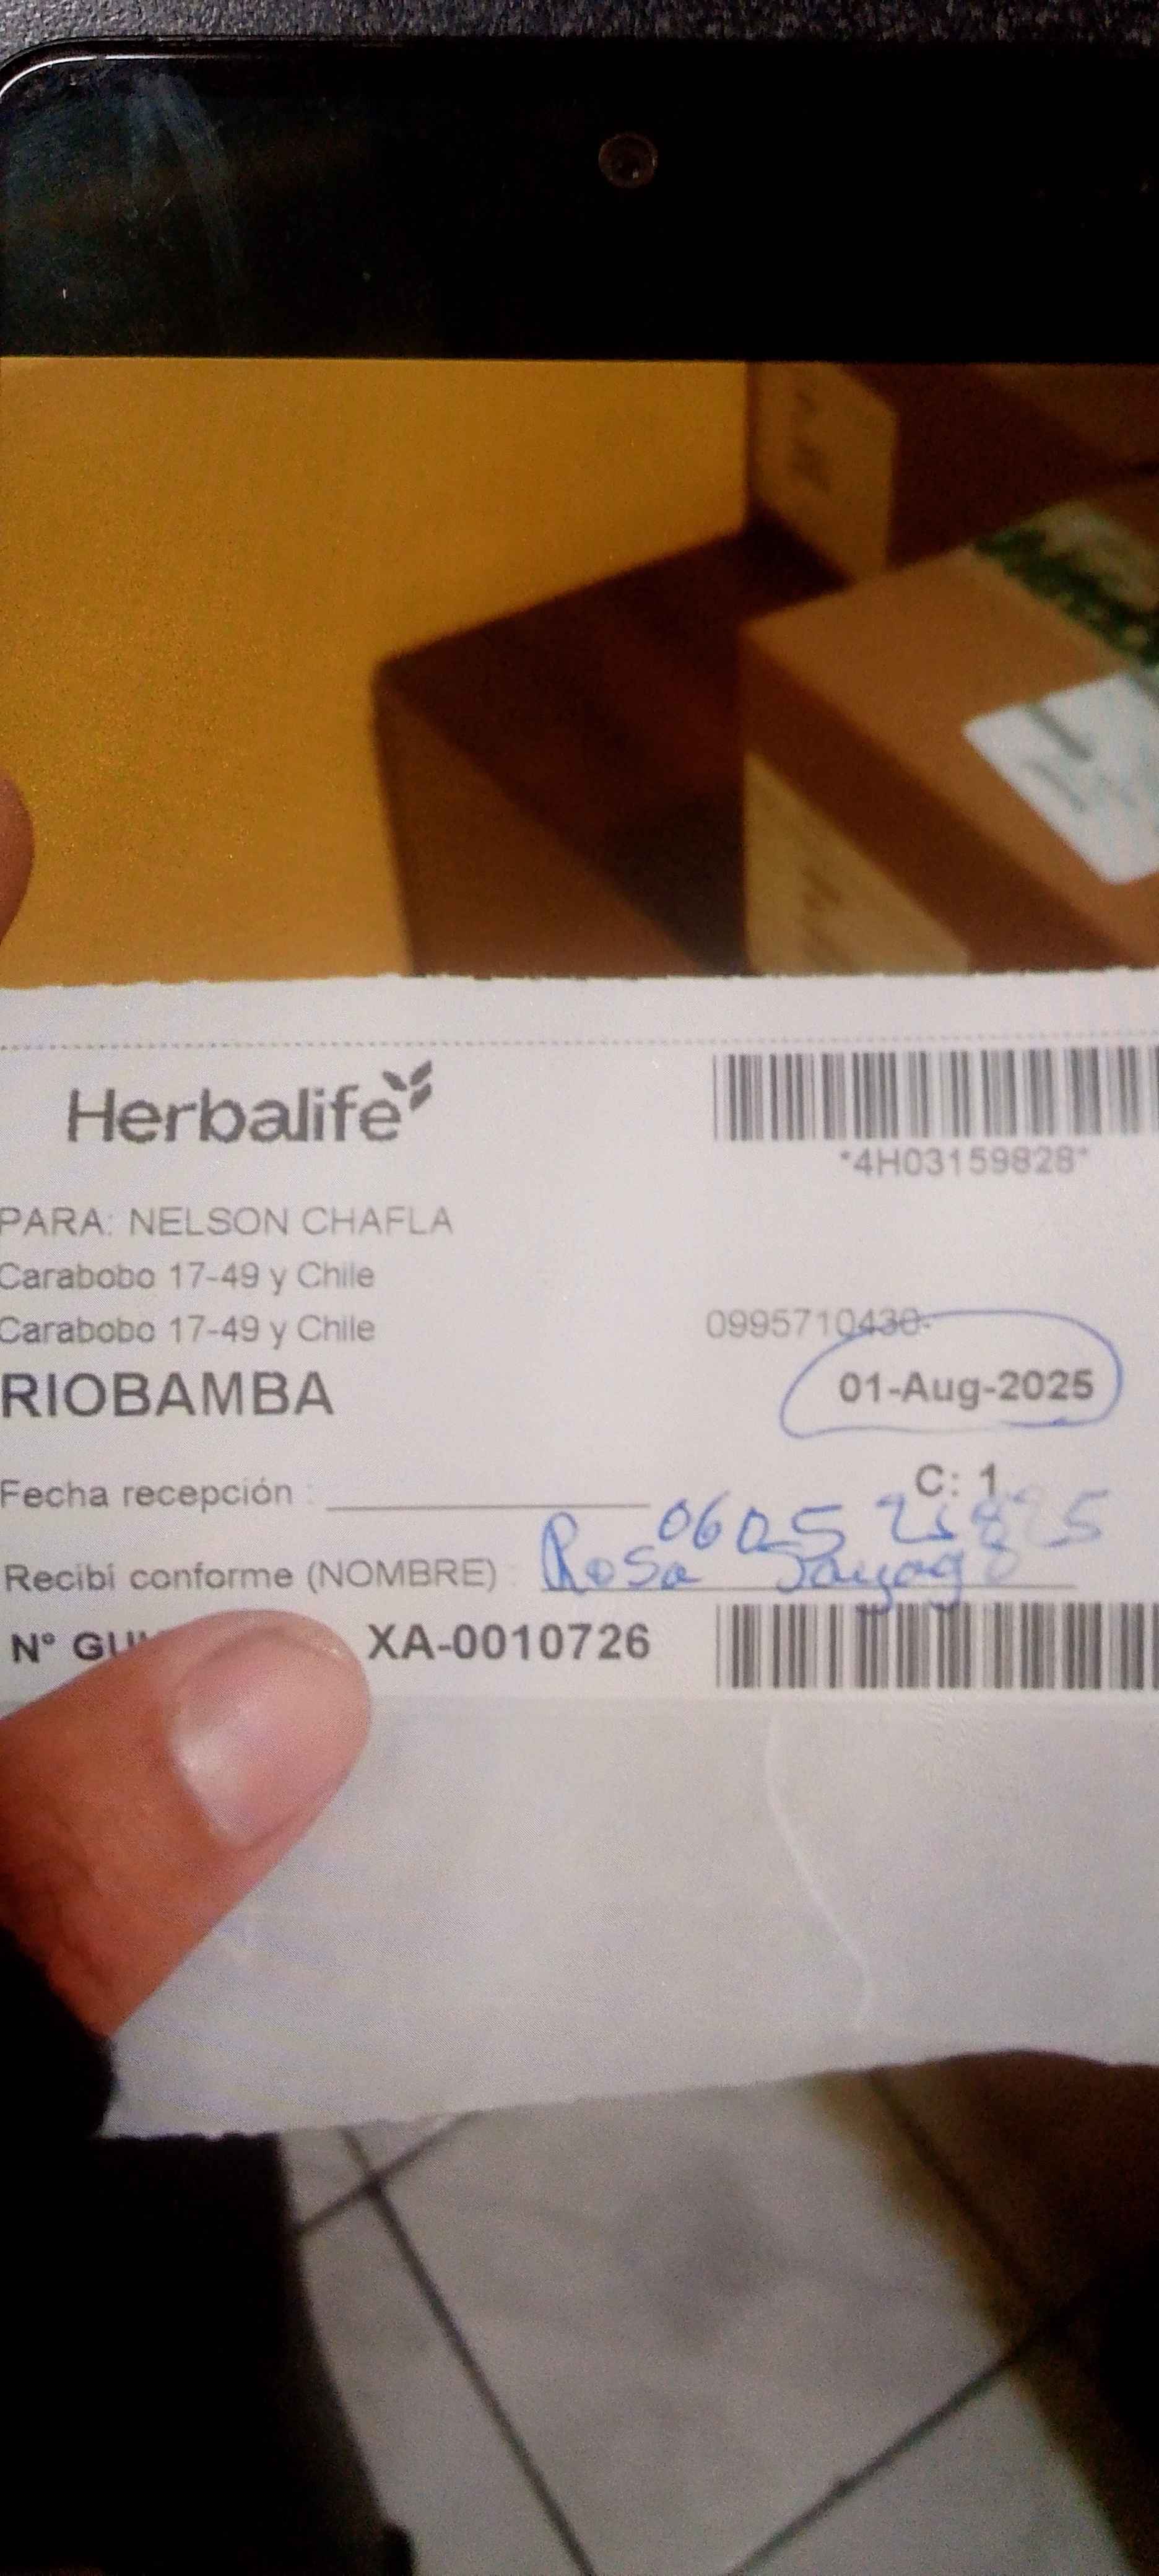 Herbalife
*4H03159828*
PARA: NELSON CHAFLA
Carabobo 17-49 y Chile
Carabobo 17-49 y Chile
0995710430-
RIOBAMBA
01-Aug-2025
C: 1
Fecha recepción :
Recibí conforme (NOMBRE) : Rosa
N° XA-0010726